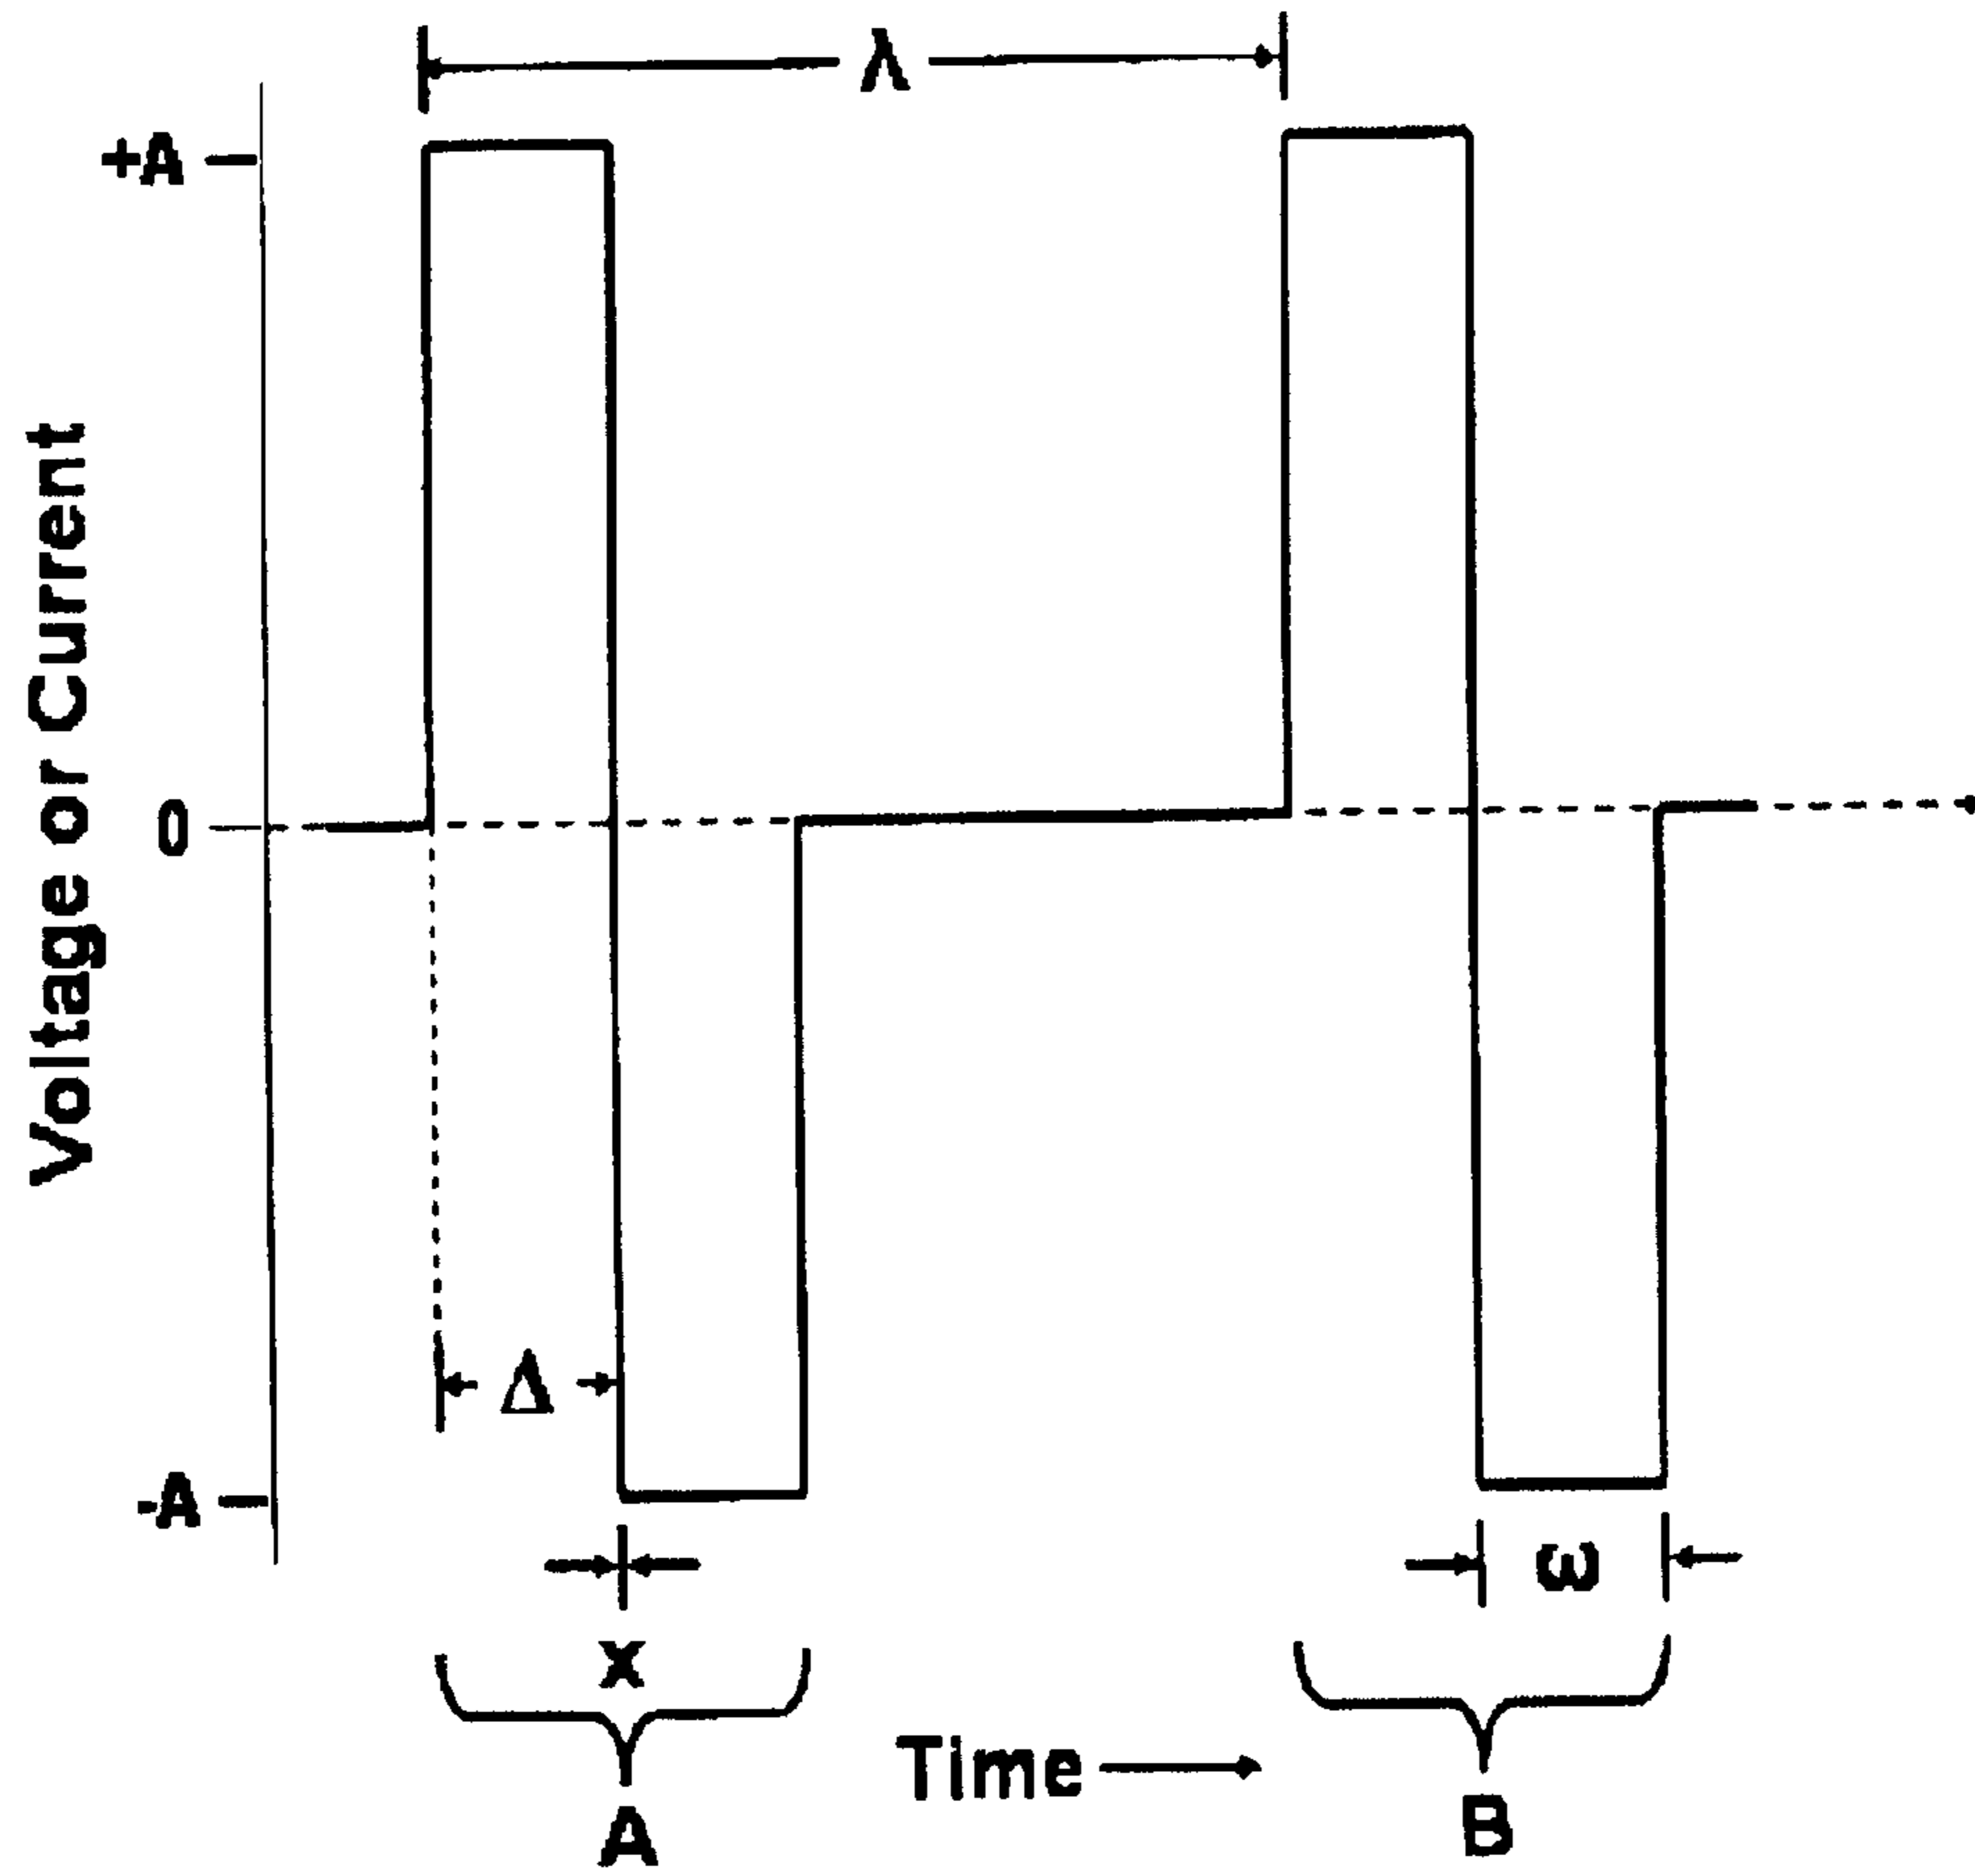 λ
+A
Voltage or Current
0
Δ
-A
ω
x
Time
A
B